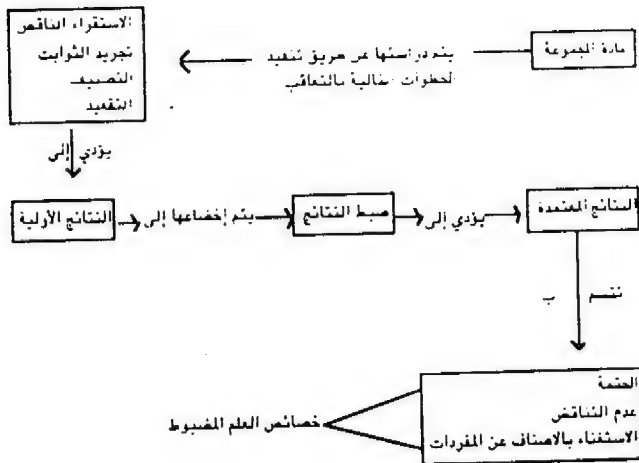 مادة المجموعة
يتم دراستها عن طريق تنفيذ
الخطوات التالية بالتعاقب
الاستقراء الناقص
تجريد الثوابت
التصنيف
التقعيد
يؤدي إلى
النتائج الأولية
يتم إخضاعها إلى
ضبط النتائج
يؤدي إلى
النتائج المعتمدة
تتسم ب
الحتمية
عدم التناقض
الاستغناء بالاصناف عن المفردات
خصائص العلم المضبوط